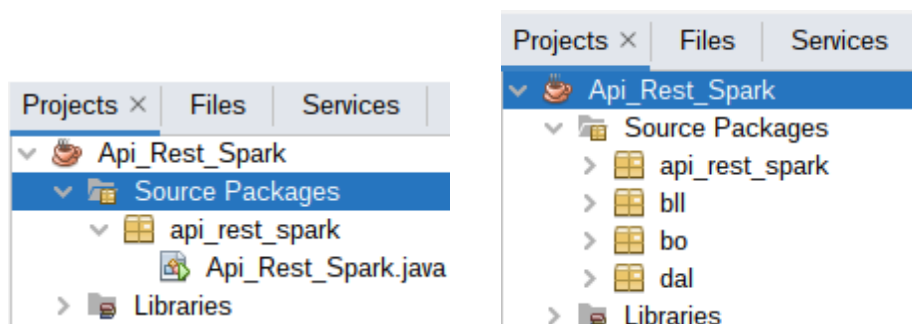 Projects × Files Services
Api_Rest_Spark
Source Packages
api_rest_spark
Api_Rest_Spark.java
Libraries
Projects × Files Services
Api_Rest_Spark
Source Packages
api_rest_spark
bll
bo
dal
Libraries